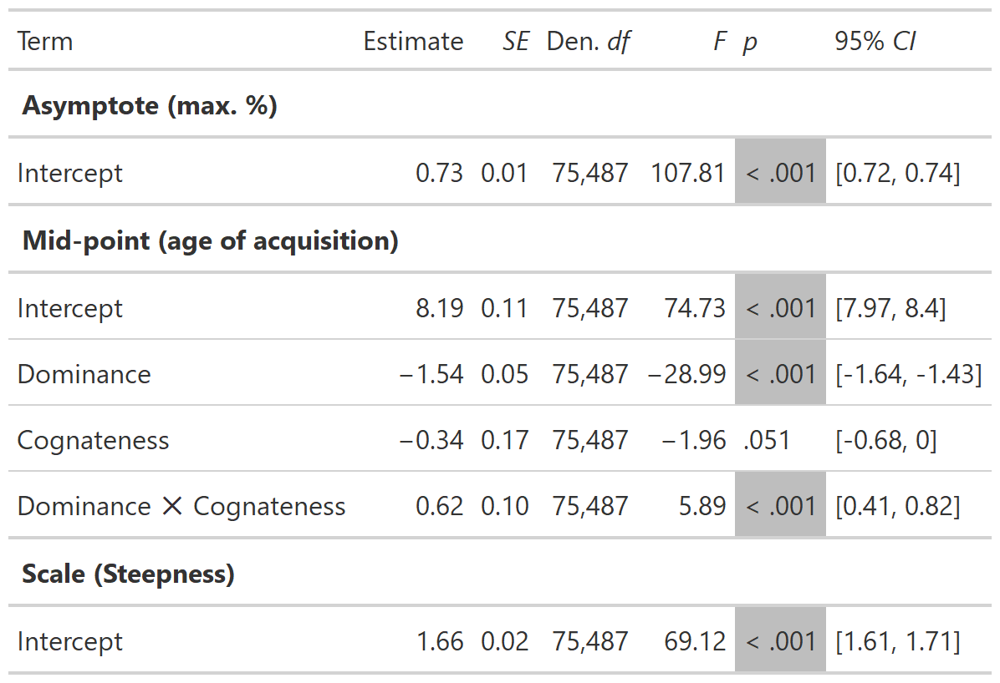 Term Estimate SE Den. df F p 95% CI
Asymptote (max. %)
Intercept 0.73 0.01 75,487 107.81 < .001 [0.72, 0.74]
Mid-point (age of acquisition)
Intercept 8.19 0.11 75,487 74.73 < .001 [7.97, 8.4]
Dominance −1.54 0.05 75,487 −28.99 < .001 [-1.64, -1.43]
Cognateness −0.34 0.17 75,487 −1.96 .051 [-0.68, 0]
Dominance ✕ Cognateness 0.62 0.10 75,487 5.89 < .001 [0.41, 0.82]
Scale (Steepness)
Intercept 1.66 0.02 75,487 69.12 < .001 [1.61, 1.71]